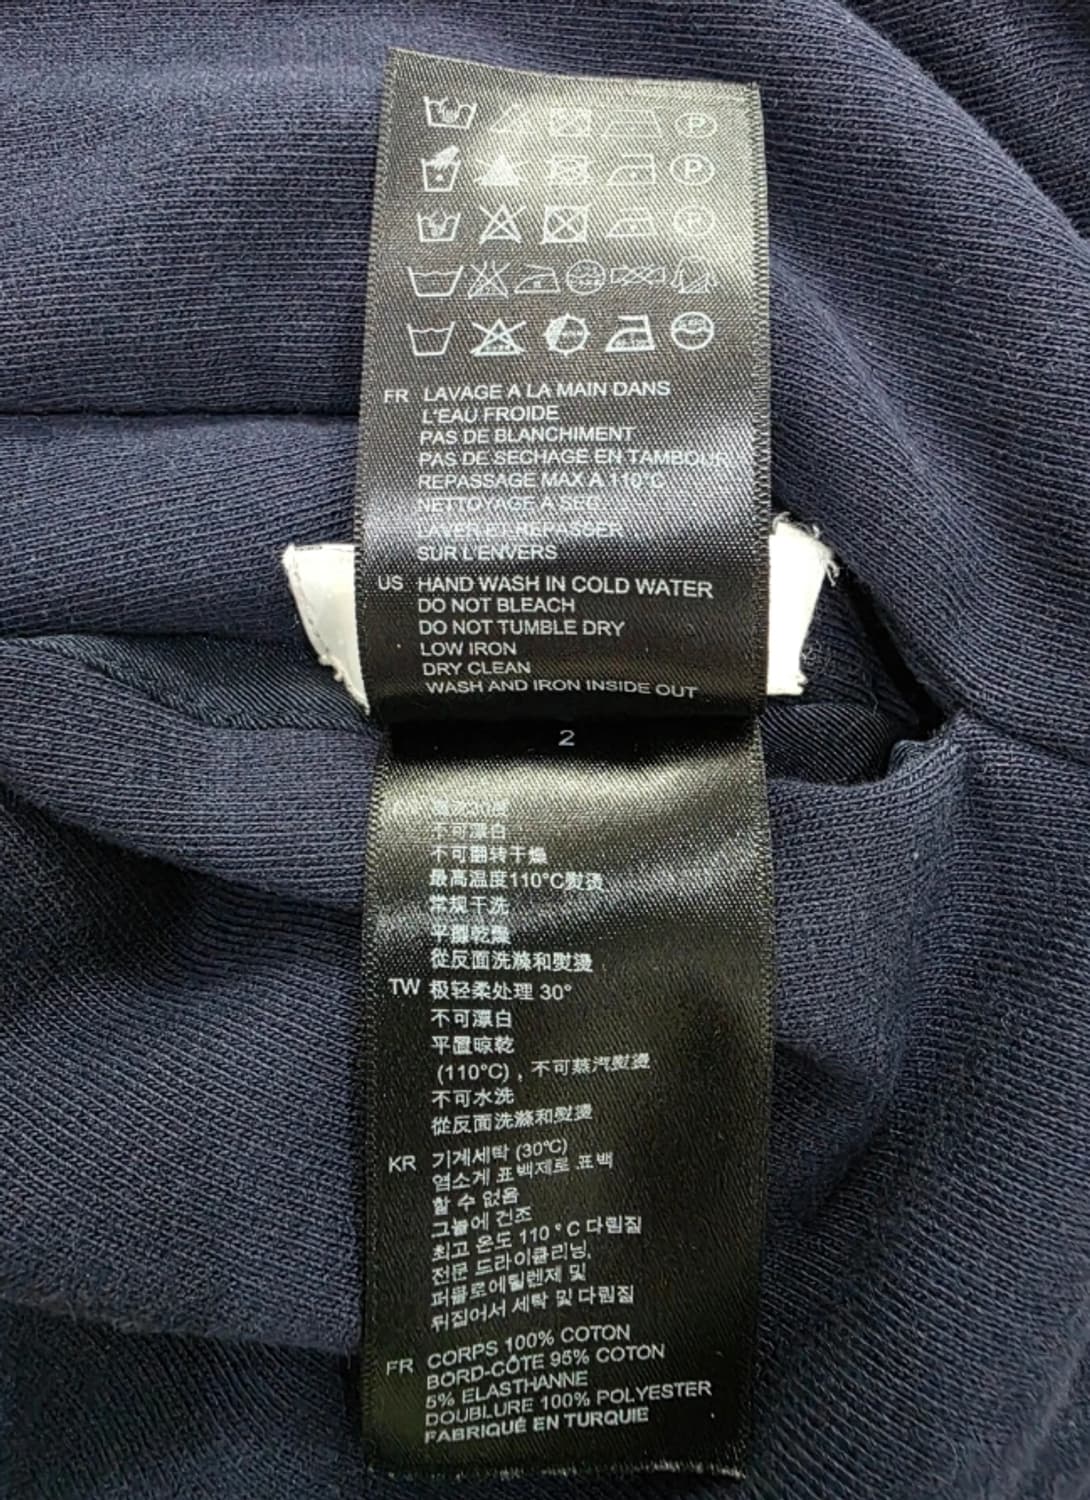 FR LAVAGE A LA MAIN DANS
L'EAU FROIDE
PAS DE BLANCHIMENT
PAS DE SECHAGE EN TAMBOUR
REPASSAGE MAX A 110°C
NETTOYAGE A SEC
LAVER ET REPASSER
SUR L'ENVERS
US HAND WASH IN COLD WATER
DO NOT BLEACH
DO NOT TUMBLE DRY
LOW IRON
DRY CLEAN
WASH AND IRON INSIDE OUT
2
不可漂白
不可翻转干燥
最高温度110°C熨烫
常规干洗
平置乾燥
從反面洗滌和熨燙
TW 极轻柔处理 30°
不可漂白
平置晾乾
(110°C) , 不可蒸汽熨燙
不可水洗
從反面洗滌和熨燙
KR 기계세탁 (30℃)
염소계 표백제로 표백
할 수 없음
그늘에 건조
최고 온도 110 ° C 다림질
전문 드라이클리닝,
퍼클로에틸렌제 및
뒤집어서 세탁 및 다림질
FR CORPS 100% COTON
BORD-CÔTE 95% COTON
5% ELASTHANNE
DOUBLURE 100% POLYESTER
FABRIQUÉ EN TURQUIE